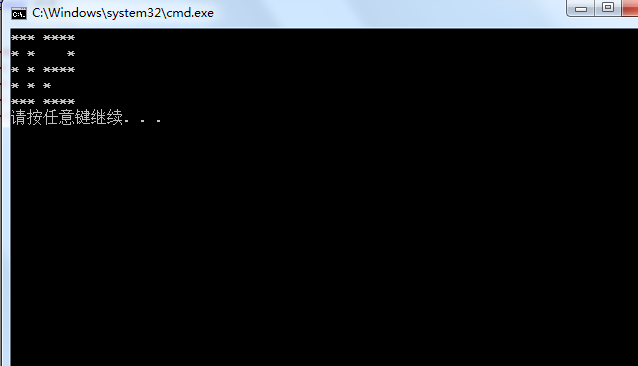 C:\Windows\system32\cmd.exe
*** ****
* *    *
* * ****
* * *
*** ****
请按任意键继续. . .